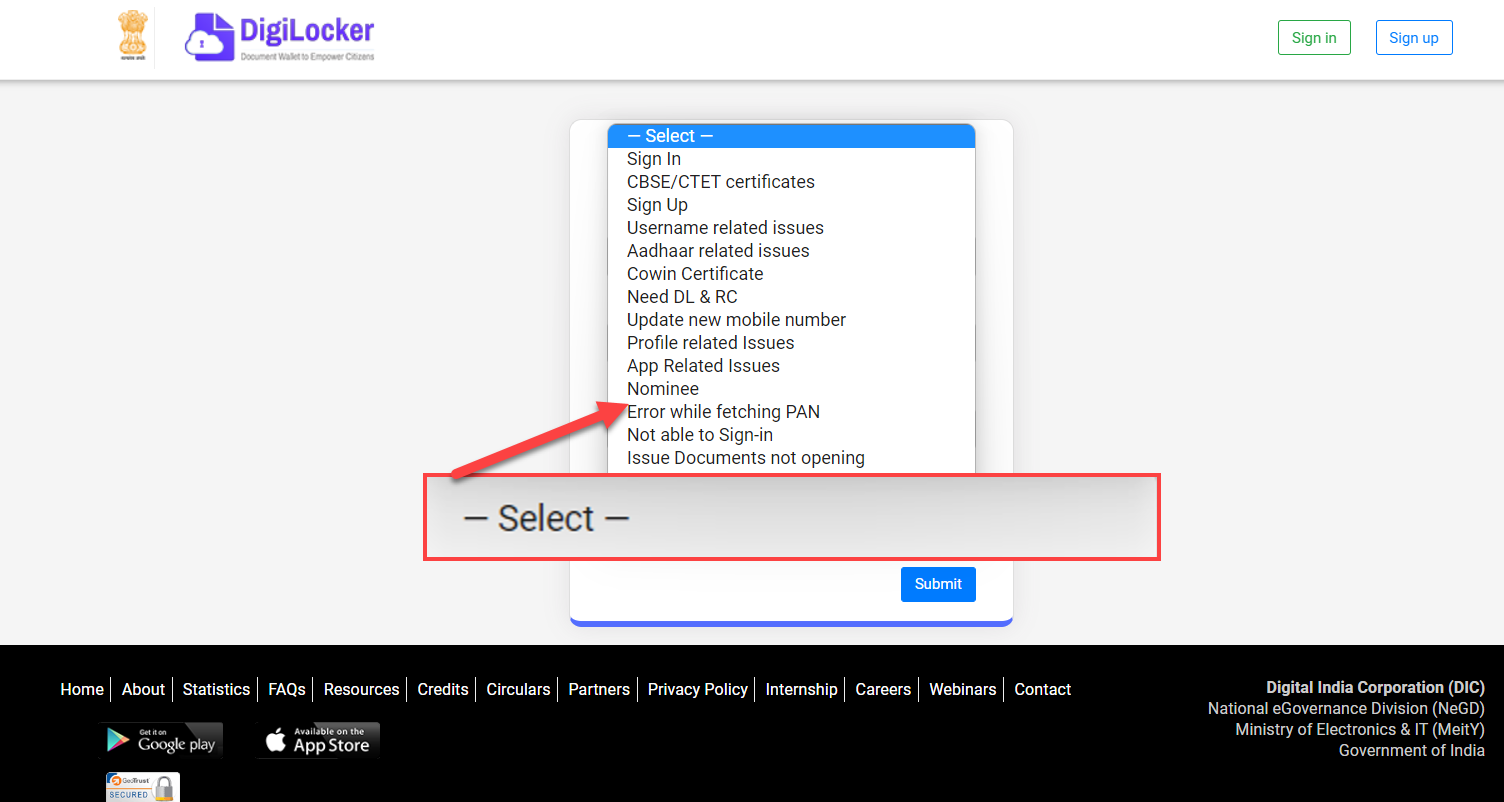 DigiLocker
Document Wallet to Empower Citizens
Sign in
Sign up
— Select —
Sign In
CBSE/CTET certificates
Sign Up
Username related issues
Aadhaar related issues
Cowin Certificate
Need DL & RC
Update new mobile number
Profile related Issues
App Related Issues
Nominee
Error while fetching PAN
Not able to Sign-in
Issue Documents not opening
— Select —
Submit
Home
About
Statistics
FAQs
Resources
Credits
Circulars
Partners
Privacy Policy
Internship
Careers
Webinars
Contact
Digital India Corporation (DIC)
National eGovernance Division (NeGD)
Ministry of Electronics & IT (MeitY)
Government of India
Get it on
Google play
Available on the
App Store
GeoTrust
SECURED